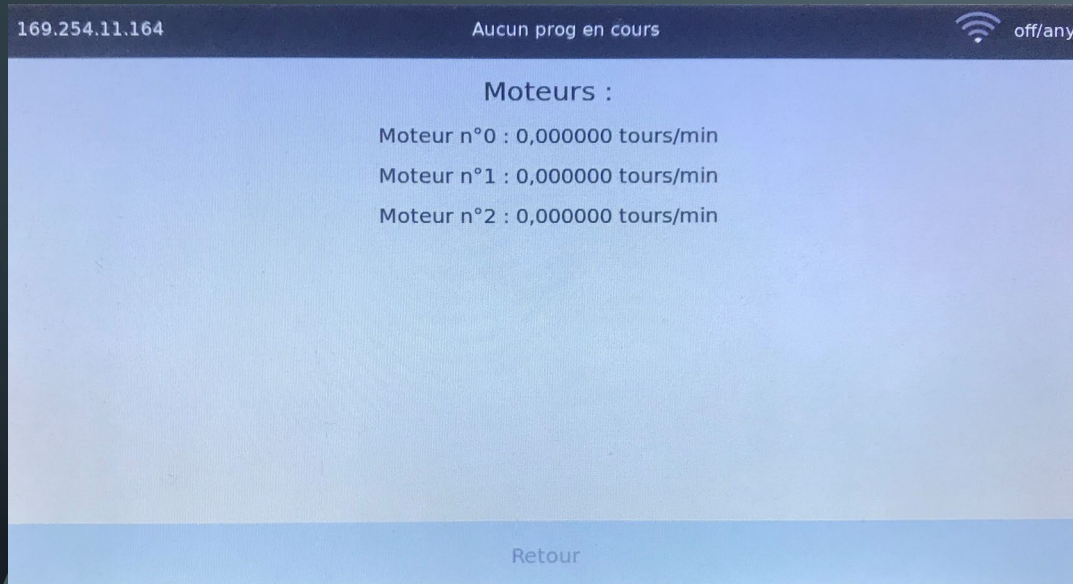 169.254.11.164 Aucun prog en cours off/any
Moteurs :
Moteur n°0 : 0,000000 tours/min
Moteur n°1 : 0,000000 tours/min
Moteur n°2 : 0,000000 tours/min
Retour